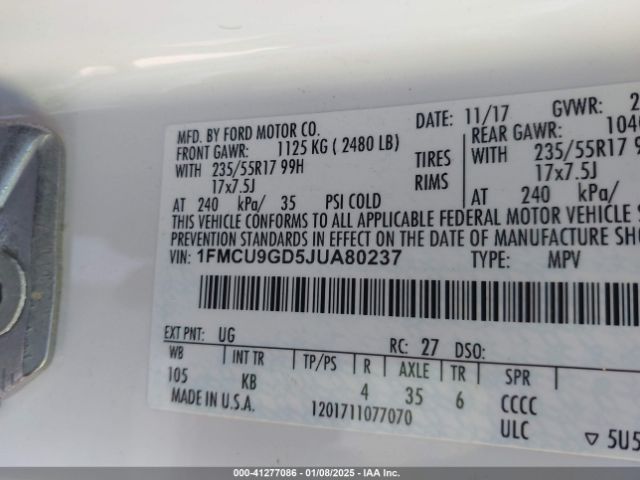 MFD. BY FORD MOTOR CO.
DATE: 11/17 GVWR:
FRONT GAWR: 1125 KG ( 2480 LB)
REAR GAWR:
WITH 235/55R17 99H TIRES WITH 235/55R17
17x7.5J RIMS 17x7.5J
AT 240 kPa/ 35 PSI COLD AT 240 kPa/
THIS VEHICLE CONFORMS TO ALL APPLICABLE FEDERAL MOTOR VEHICLE
PREVENTION STANDARDS IN EFFECT ON THE DATE OF MANUFACTURE
VIN: 1FMCU9GD5JUA80237 TYPE: MPV
EXT PNT: UG RC: 27 DSO:
WB INT TR TP/PS R AXLE TR SPR
105 KB 4 35 6 CCCC
MADE IN U.S.A. 1201711077070 ULC
▽ 5U5
000-41277086 - 01/08/2025 - IAAI.COM